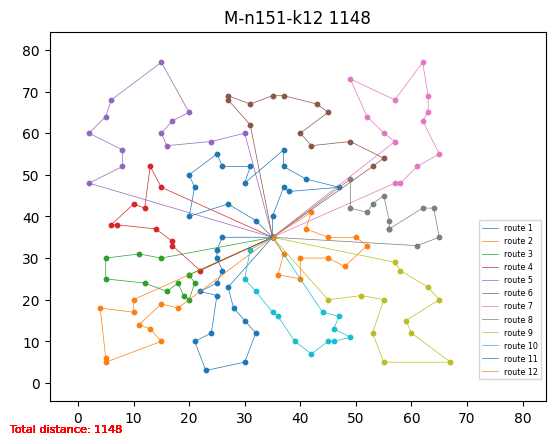 M-n151-k12 1148
80
70
60
50
40
30
20
10
0
route 1
route 2
route 3
route 4
route 5
route 6
route 7
route 8
route 9
route 10
route 11
route 12
0 10 20 30 40 50 60 70 80
Total distance: 1148